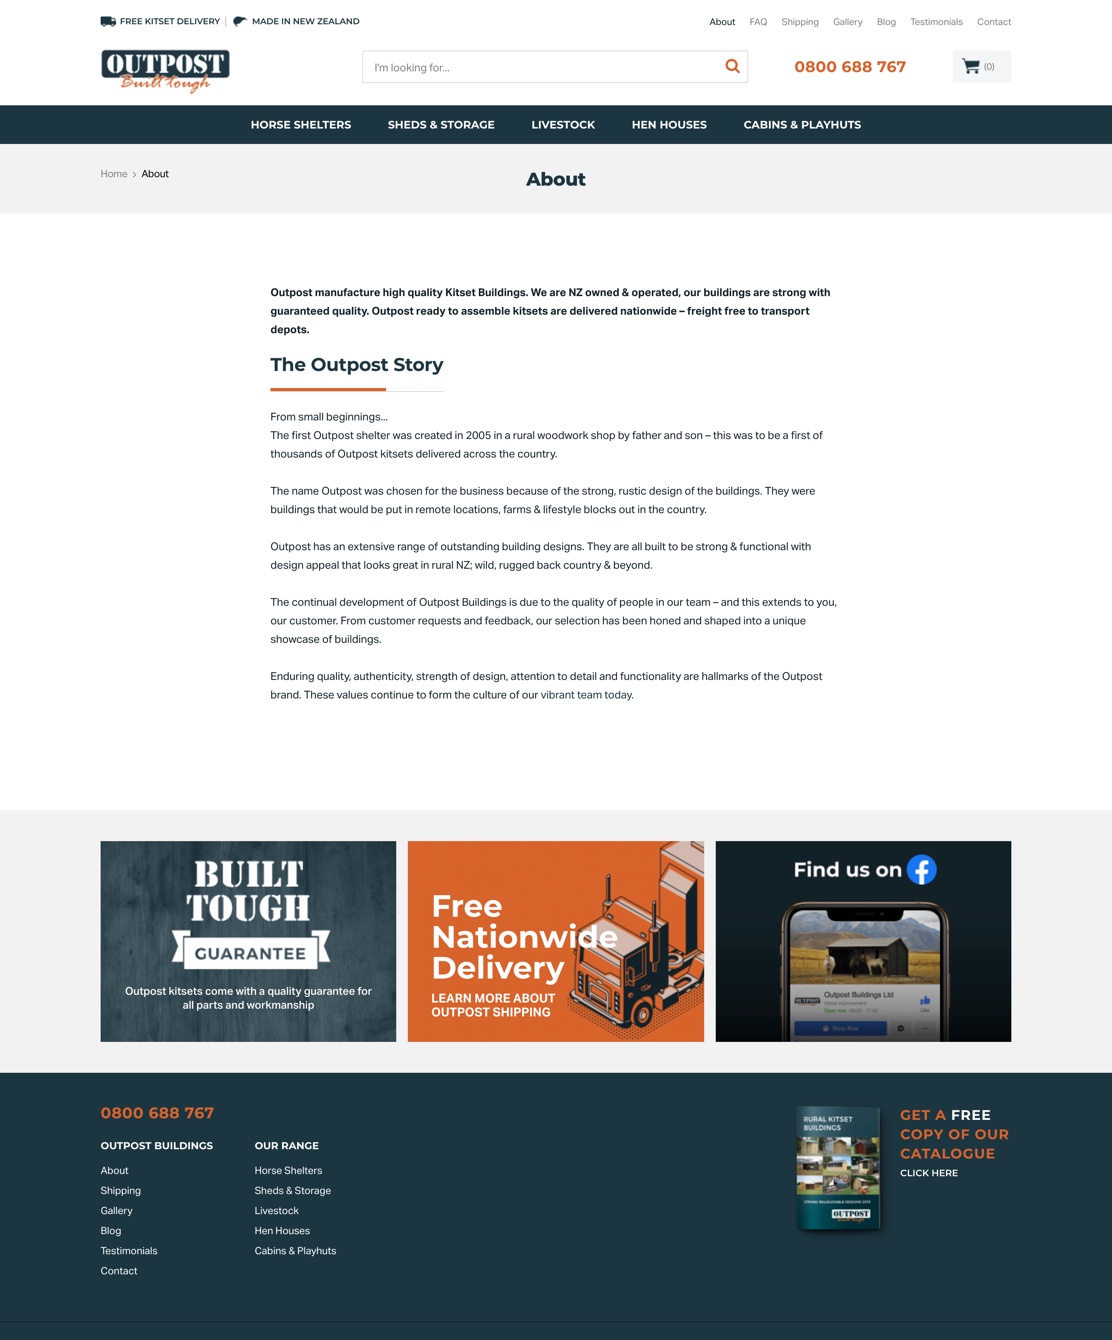 FREE KITSET DELIVERY
MADE IN NEW ZEALAND
About
FAQ
Shipping
Gallery
Blog
Testimonials
Contact
OUTPOST
Built Tough
I'm looking for...
0800 688 767
(0)
HORSE SHELTERS
SHEDS & STORAGE
LIVESTOCK
HEN HOUSES
CABINS & PLAYHUTS
Home › About
About
Outpost manufacture high quality Kitset Buildings. We are NZ owned & operated, our buildings are strong with
guaranteed quality. Outpost ready to assemble kitsets are delivered nationwide – freight free to transport
depots.
The Outpost Story
From small beginnings...
The first Outpost shelter was created in 2005 in a rural woodwork shop by father and son – this was to be a first of
thousands of Outpost kitsets delivered across the country.
The name Outpost was chosen for the business because of the strong, rustic design of the buildings. They were
buildings that would be put in remote locations, farms & lifestyle blocks out in the country.
Outpost has an extensive range of outstanding building designs. They are all built to be strong & functional with
design appeal that looks great in rural NZ; wild, rugged back country & beyond.
The continual development of Outpost Buildings is due to the quality of people in our team – and this extends to you,
our customer. From customer requests and feedback, our selection has been honed and shaped into a unique
showcase of buildings.
Enduring quality, authenticity, strength of design, attention to detail and functionality are hallmarks of the Outpost
brand. These values continue to form the culture of our vibrant team today.
BUILT
TOUGH
GUARANTEE
Outpost kitsets come with a quality guarantee for
all parts and workmanship
Free
Nationwide
Delivery
LEARN MORE ABOUT
OUTPOST SHIPPING
Find us on
OUTPOST
Outpost Buildings Ltd
Home Improvement
Open now
Like
Shop Now
0800 688 767
OUTPOST BUILDINGS
About
Shipping
Gallery
Blog
Testimonials
Contact
OUR RANGE
Horse Shelters
Sheds & Storage
Livestock
Hen Houses
Cabins & Playhuts
RURAL KITSET
BUILDINGS
STRONG RELOCATABLE DESIGNS
OUTPOST
Built Tough
GET A FREE
COPY OF OUR
CATALOGUE
CLICK HERE